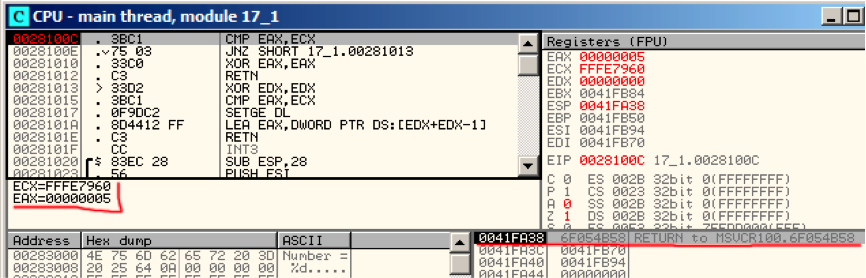 C CPU - main thread, module 17_1
0028100C . 3BC1 CMP EAX,ECX
0028100E .v75 03 JNZ SHORT 17_1.00281013
00281010 . 33C0 XOR EAX,EAX
00281012 . C3 RETN
00281013 > 33D2 XOR EDX,EDX
00281015 . 3BC1 CMP EAX,ECX
00281017 . 0F9DC2 SETGE DL
0028101A . 8D4412 FF LEA EAX,DWORD PTR DS:[EDX+EDX-1]
0028101E . C3 RETN
0028101F CC INT3
00281020 $ 83EC 28 SUB ESP,28
00281023 . 56 PUSH ESI
ECX=FFFE7960
EAX=00000005
Registers (FPU)
EAX 00000005
ECX FFFE7960
EDX 00000000
EBX 0041FB84
ESP 0041FA38
EBP 0041FB50
ESI 0041FB94
EDI 0041FB70
EIP 0028100C 17_1.0028100C
C 0 ES 002B 32bit 0(FFFFFFFF)
P 1 CS 0023 32bit 0(FFFFFFFF)
A 0 SS 002B 32bit 0(FFFFFFFF)
Z 1 DS 002B 32bit 0(FFFFFFFF)
Address Hex dump ASCII
00283000 4E 75 6D 62 65 72 20 3D Number =
00283008 20 25 64 0A 00 00 00 00 %d.....
0041FA38 6F054B58 RETURN to MSVCR100.6F054B58
0041FA3C 0041FB70
0041FA40 0041FB94
0041FA44 00000000